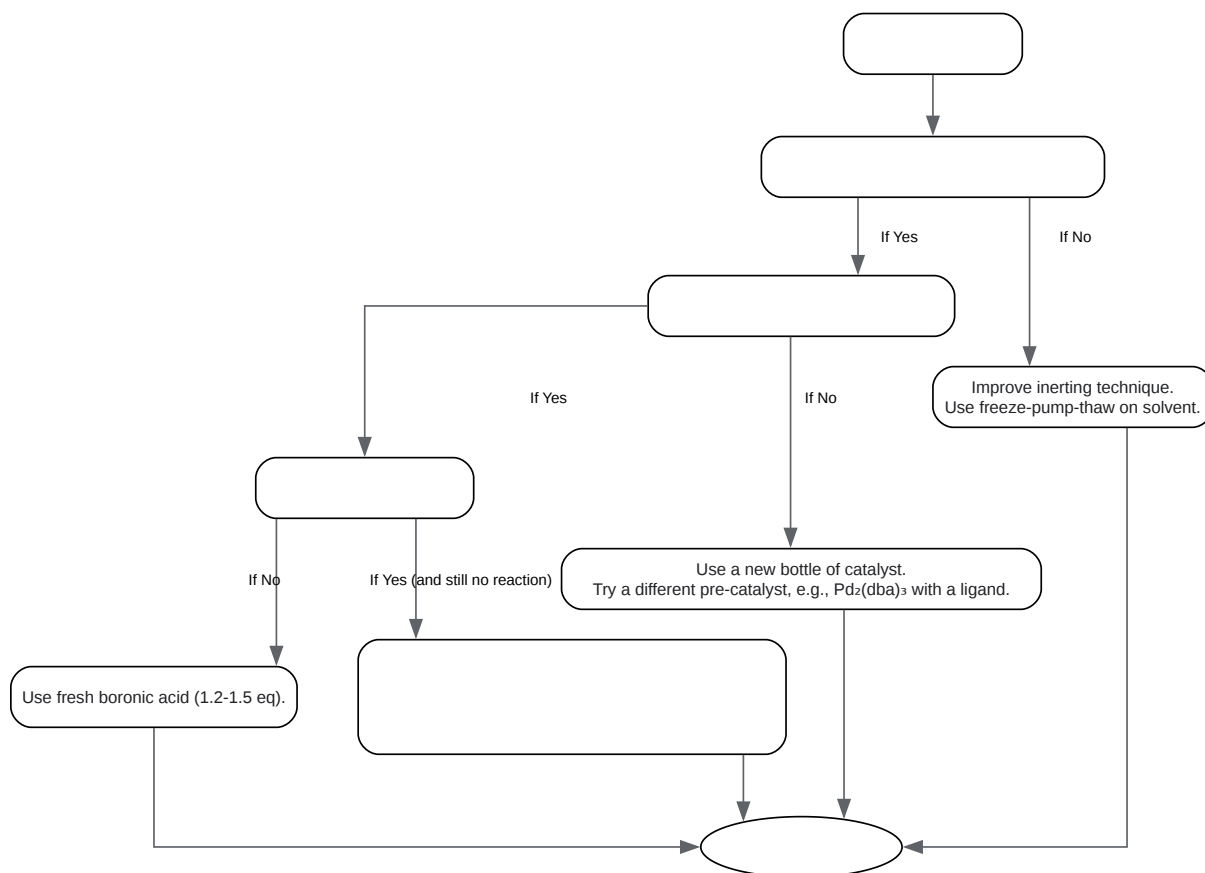 If Yes
If No
Improve inerting technique.
Use freeze-pump-thaw on solvent.
If Yes
If No
Use a new bottle of catalyst.
Try a different pre-catalyst, e.g., Pd₂(dba)₃ with a ligand.
If No
If Yes (and still no reaction)
Use fresh boronic acid (1.2-1.5 eq).